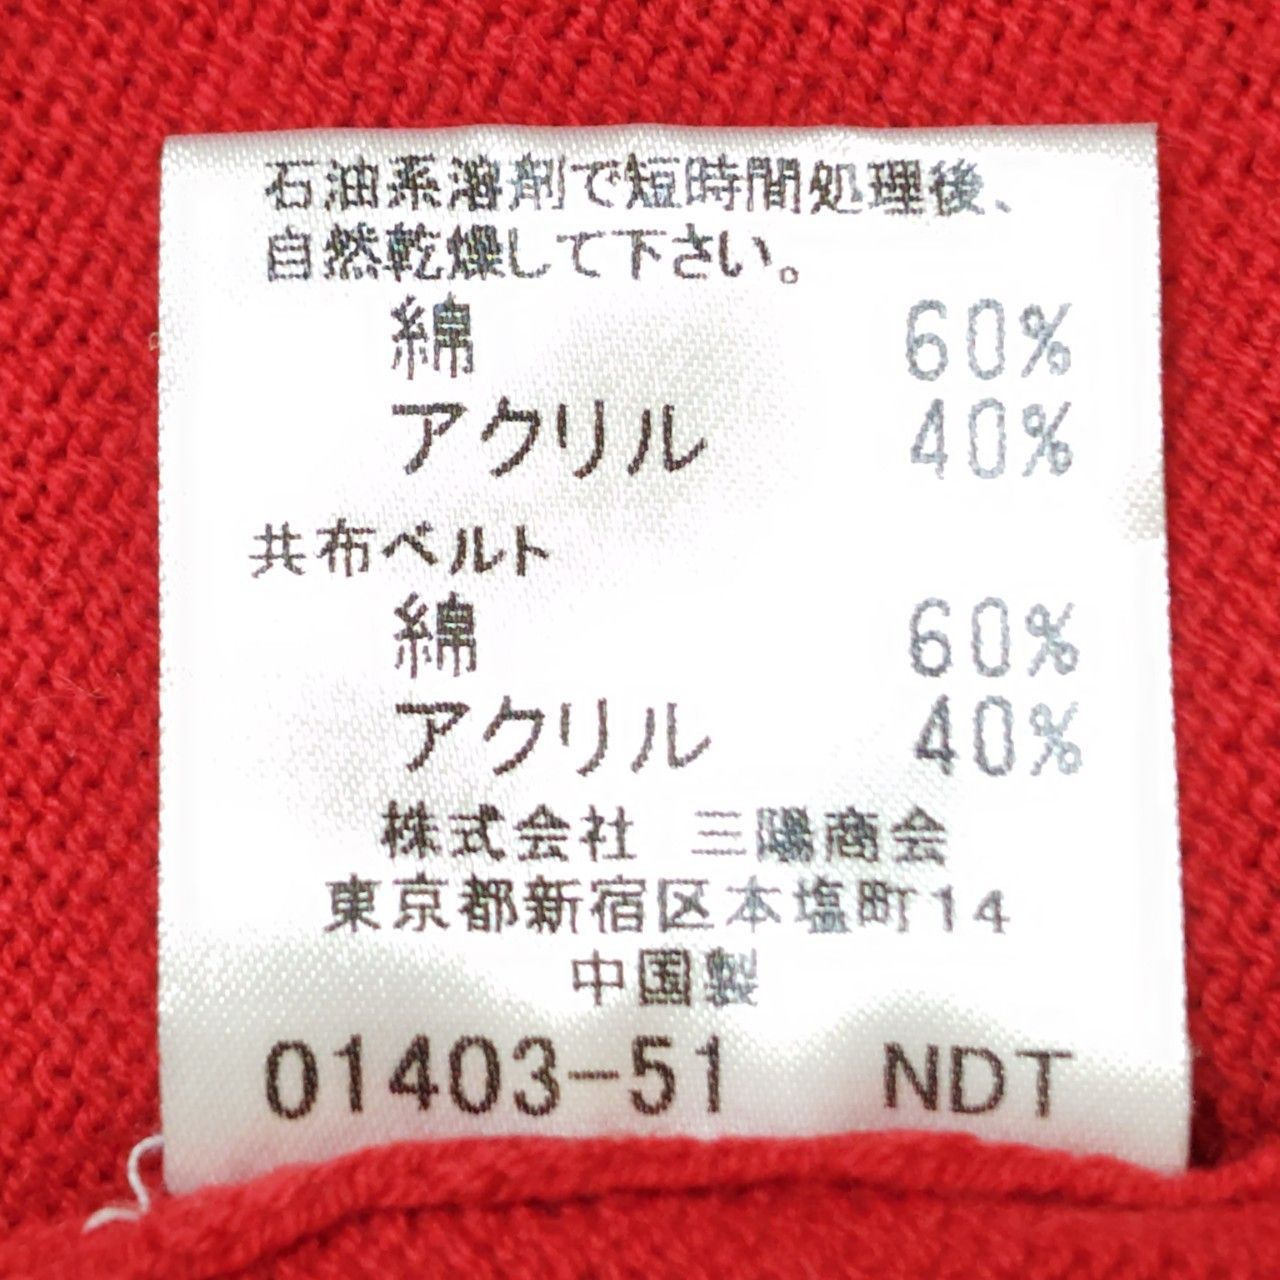 石油系溶剤で短時間処理後、
自然乾燥して下さい。
綿 60%
アクリル 40%
共布ベルト
綿 60%
アクリル 40%
株式会社 三陽商会
東京都新宿区本塩町14
中国製
01403-51 NDT